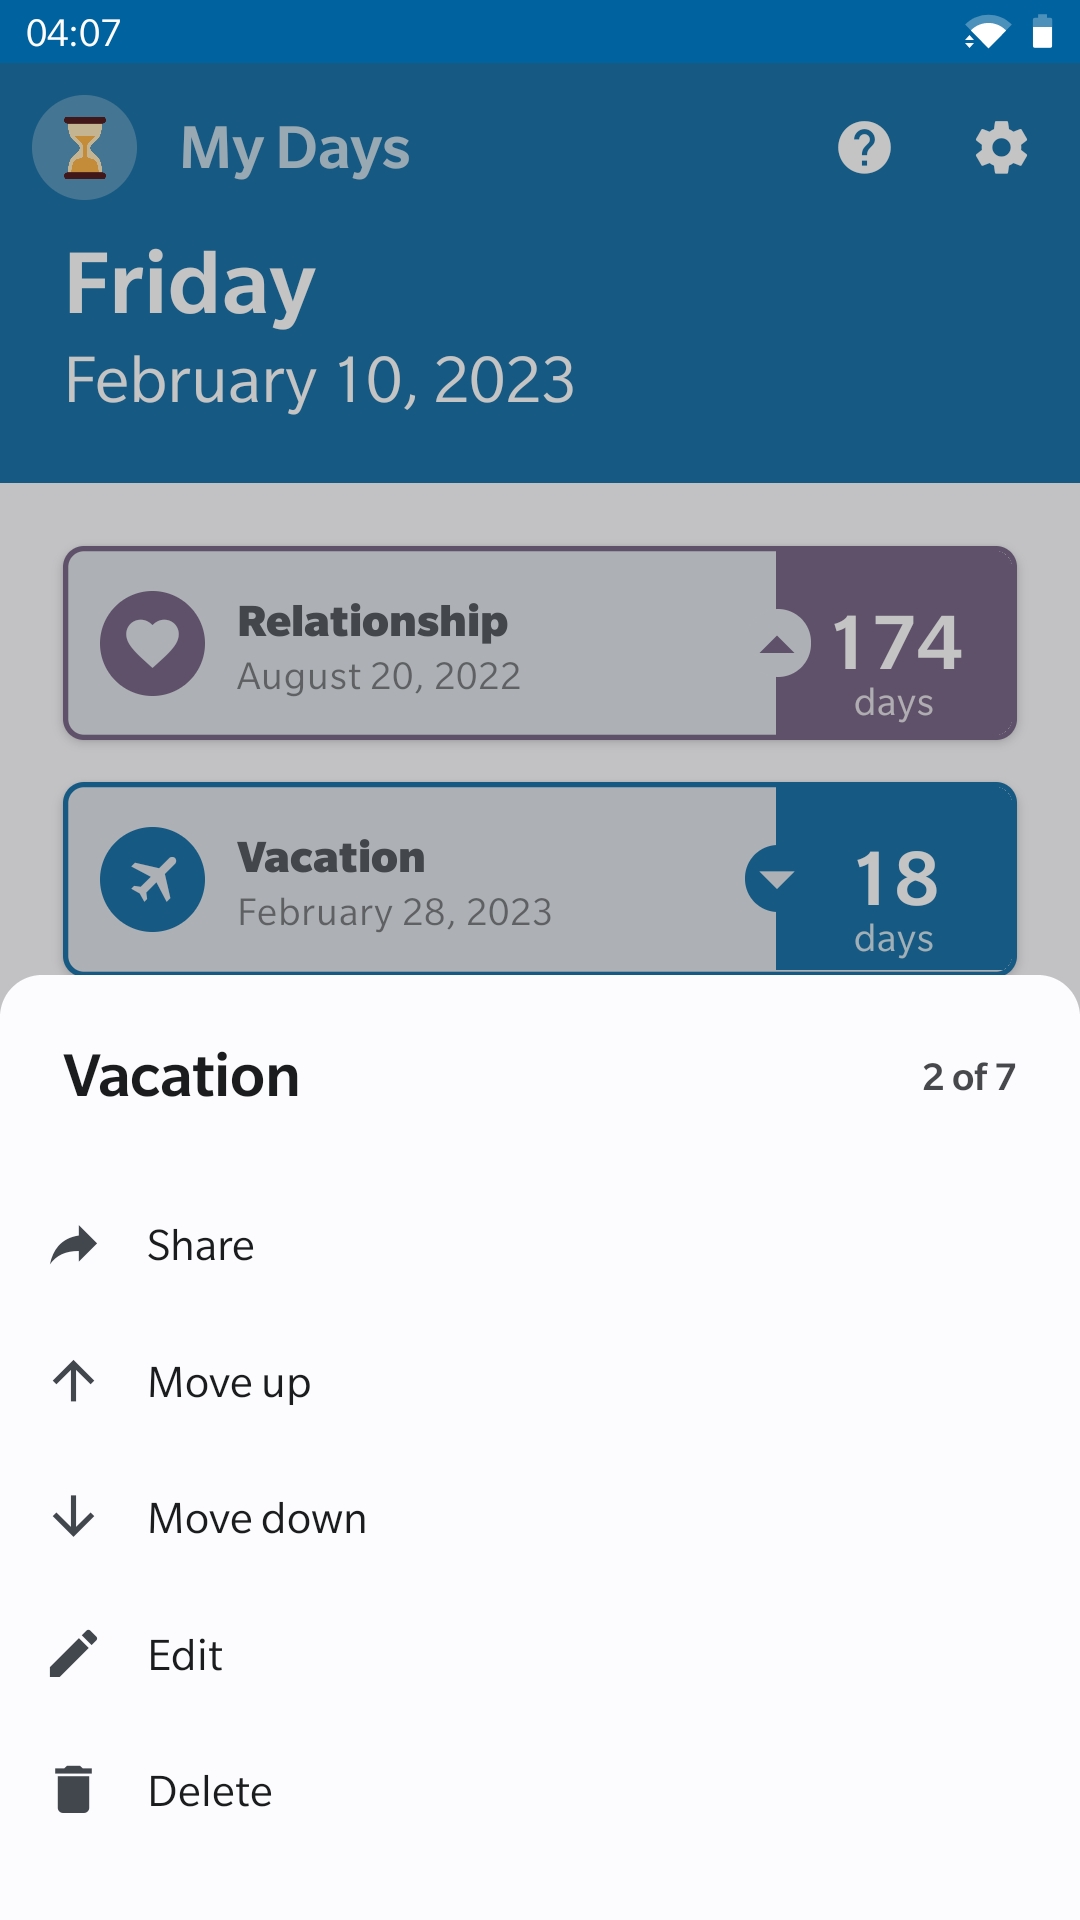 04:07
My Days
Friday
February 10, 2023
Relationship
August 20, 2022
174
days
Vacation
February 28, 2023
18
days
Vacation
2 of 7
Share
Move up
Move down
Edit
Delete